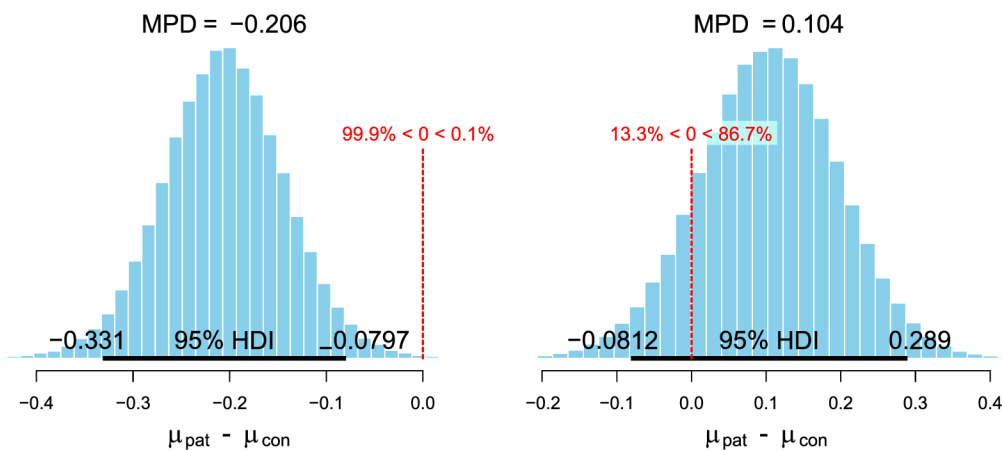 MPD = −0.206
99.9% < 0 < 0.1%
−0.331 95% HDI −0.0797
−0.4 −0.3 −0.2 −0.1 0.0
μpat - μcon
MPD = 0.104
13.3% < 0 < 86.7%
−0.0812 95% HDI 0.289
−0.2 −0.1 0.0 0.1 0.2 0.3 0.4
μpat - μcon